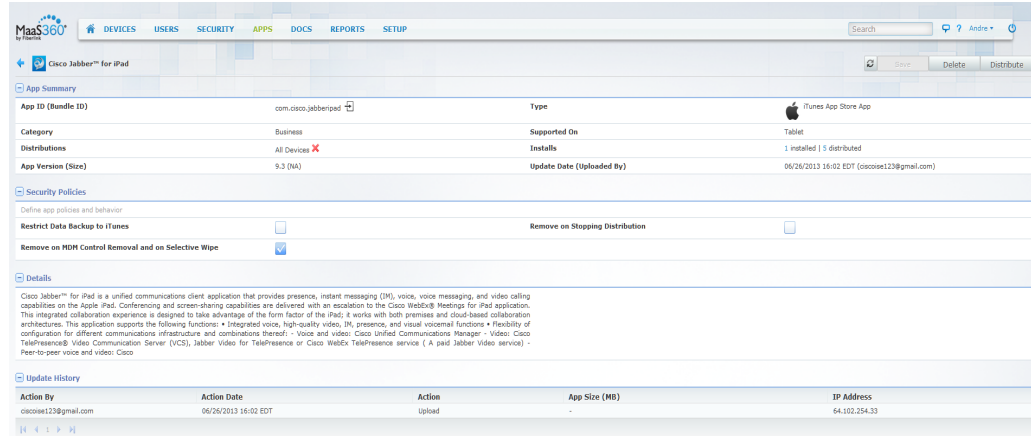 MaaS360
by Fiberlink
DEVICES USERS SECURITY APPS DOCS REPORTS SETUP
Search
? Andre
Cisco Jabber™ for iPad
Save Delete Distribute
App Summary
App ID (Bundle ID) com.cisco.jabberipad Type iTunes App Store App
Category Business Supported On Tablet
Distributions All Devices Installs 1 installed | 5 distributed
App Version (Size) 9.3 (NA) Update Date (Uploaded By) 06/26/2013 16:02 EDT (ciscoise123@gmail.com)
Security Policies
Define app policies and behavior
Restrict Data Backup to iTunes Remove on Stopping Distribution
Remove on MDM Control Removal and on Selective Wipe
Details
Cisco Jabber™ for iPad is a unified communications client application that provides presence, instant messaging (IM), voice, voice messaging, and video calling
capabilities on the Apple iPad. Conferencing and screen-sharing capabilities are delivered with an escalation to the Cisco WebEx® Meetings for iPad application.
This integrated collaboration experience is designed to take advantage of the form factor of the iPad; it works with both premises and cloud-based collaboration
architectures. This application supports the following functions: • Integrated voice, high-quality video, IM, presence, and visual voicemail functions • Flexibility of
configuration for different communications infrastructure and combinations thereof: - Voice and video: Cisco Unified Communications Manager - Video: Cisco
TelePresence® Video Communication Server (VCS), Jabber Video for TelePresence or Cisco WebEx TelePresence service ( A paid Jabber Video service) -
Peer-to-peer voice and video: Cisco
Update History
Action By Action Date Action App Size (MB) IP Address
ciscoise123@gmail.com 06/26/2013 16:02 EDT Upload - 64.102.254.33
1